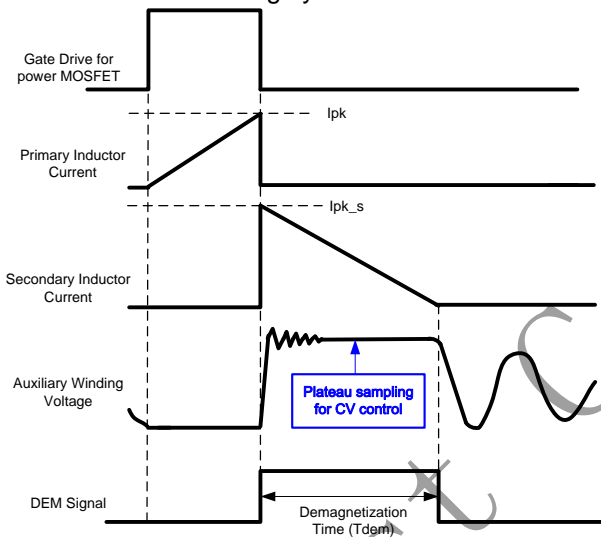 Gate Drive for
power MOSFET
Ipk
Primary Inductor
Current
Ipk_s
Secondary Inductor
Current
Auxiliary Winding
Voltage
Plateau sampling
for CV control
DEM Signal
Demagnetization
Time (Tdem)